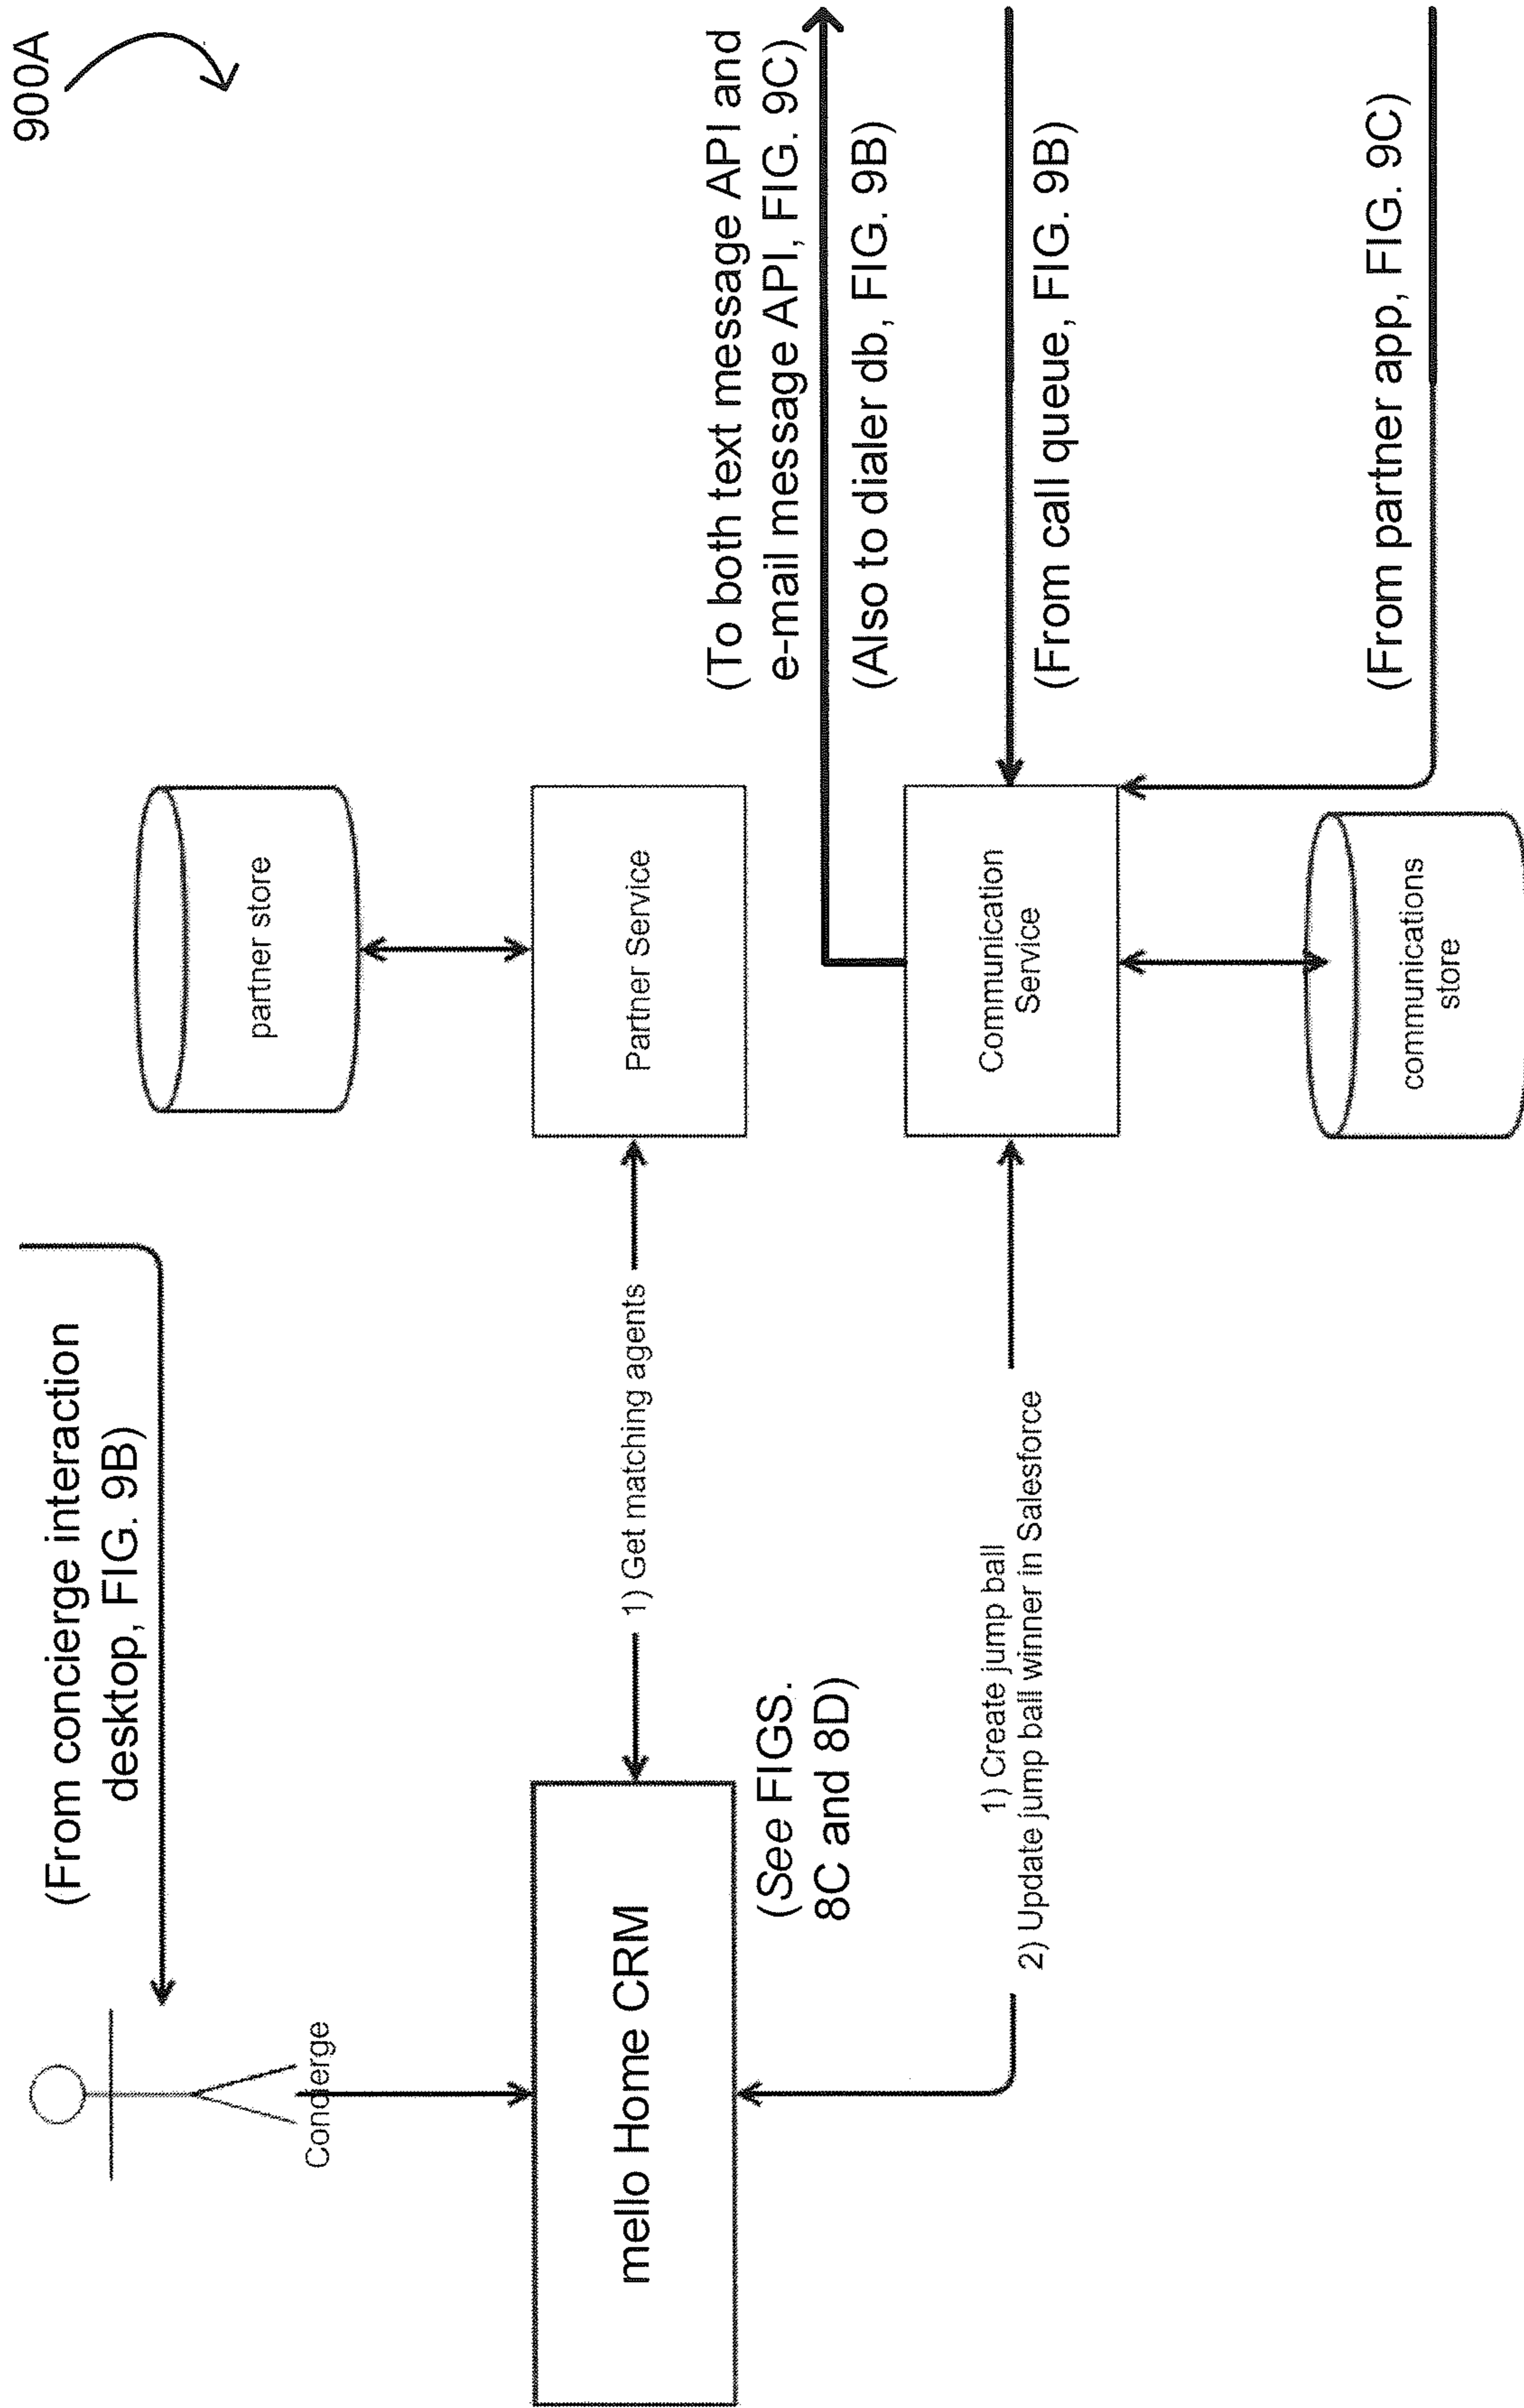 900A
(From concierge interaction
desktop, FIG. 9B)
Concierge
partner store
mello Home CRM
1) Get matching agents
Partner Service
(See FIGS.
8C and 8D)
(To both text message API and
e-mail message API, FIG. 9C)
(Also to dialer db, FIG. 9B)
1) Create jump ball
2) Update jump ball winner in Salesforce
Communication
Service
(From call queue, FIG. 9B)
communications
store
(From partner app, FIG. 9C)